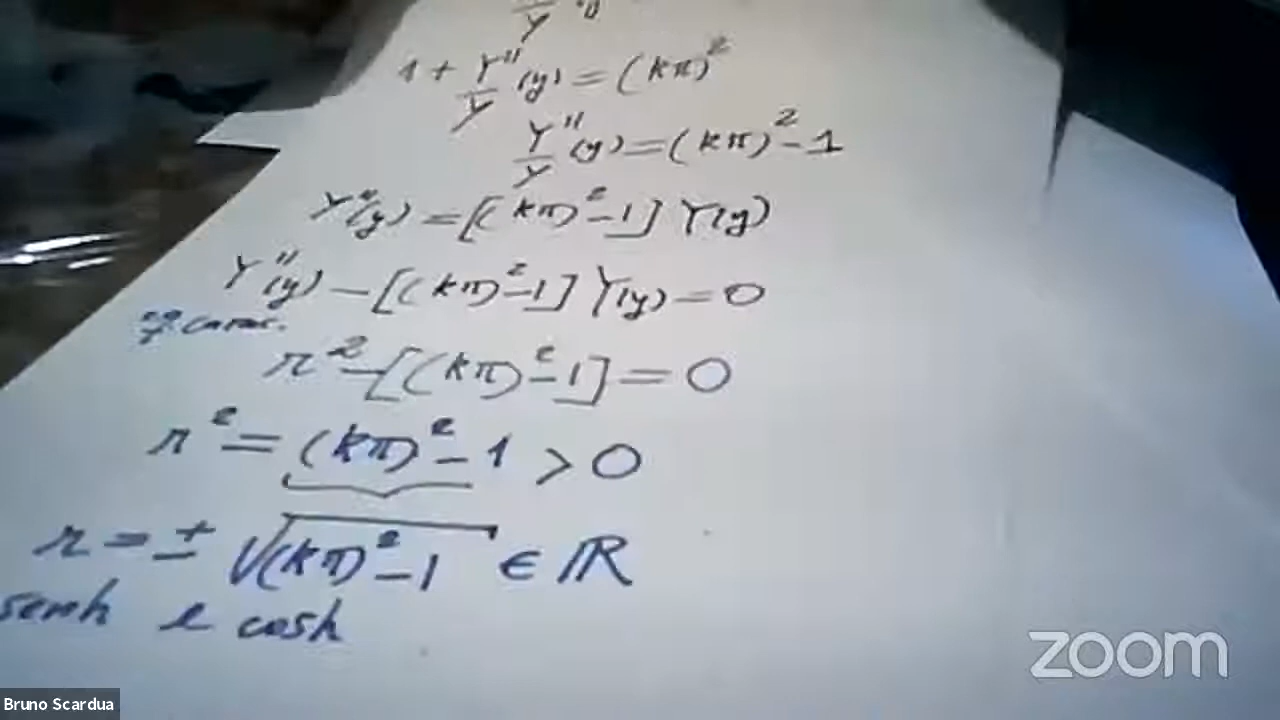 Y
1 + Y''/Y (y) = (kπ)²
Y''/Y (y) = (kπ)² - 1
Y''(y) = [(kπ)² - 1] Y(y)
Y''(y) - [(kπ)² - 1] Y(y) = 0
carac.
r² - [(kπ)² - 1] = 0
r² = (kπ)² - 1 > 0
r = ± √(kπ)² - 1 ∈ ℝ
senh e cosh
zoom
Bruno Scardua